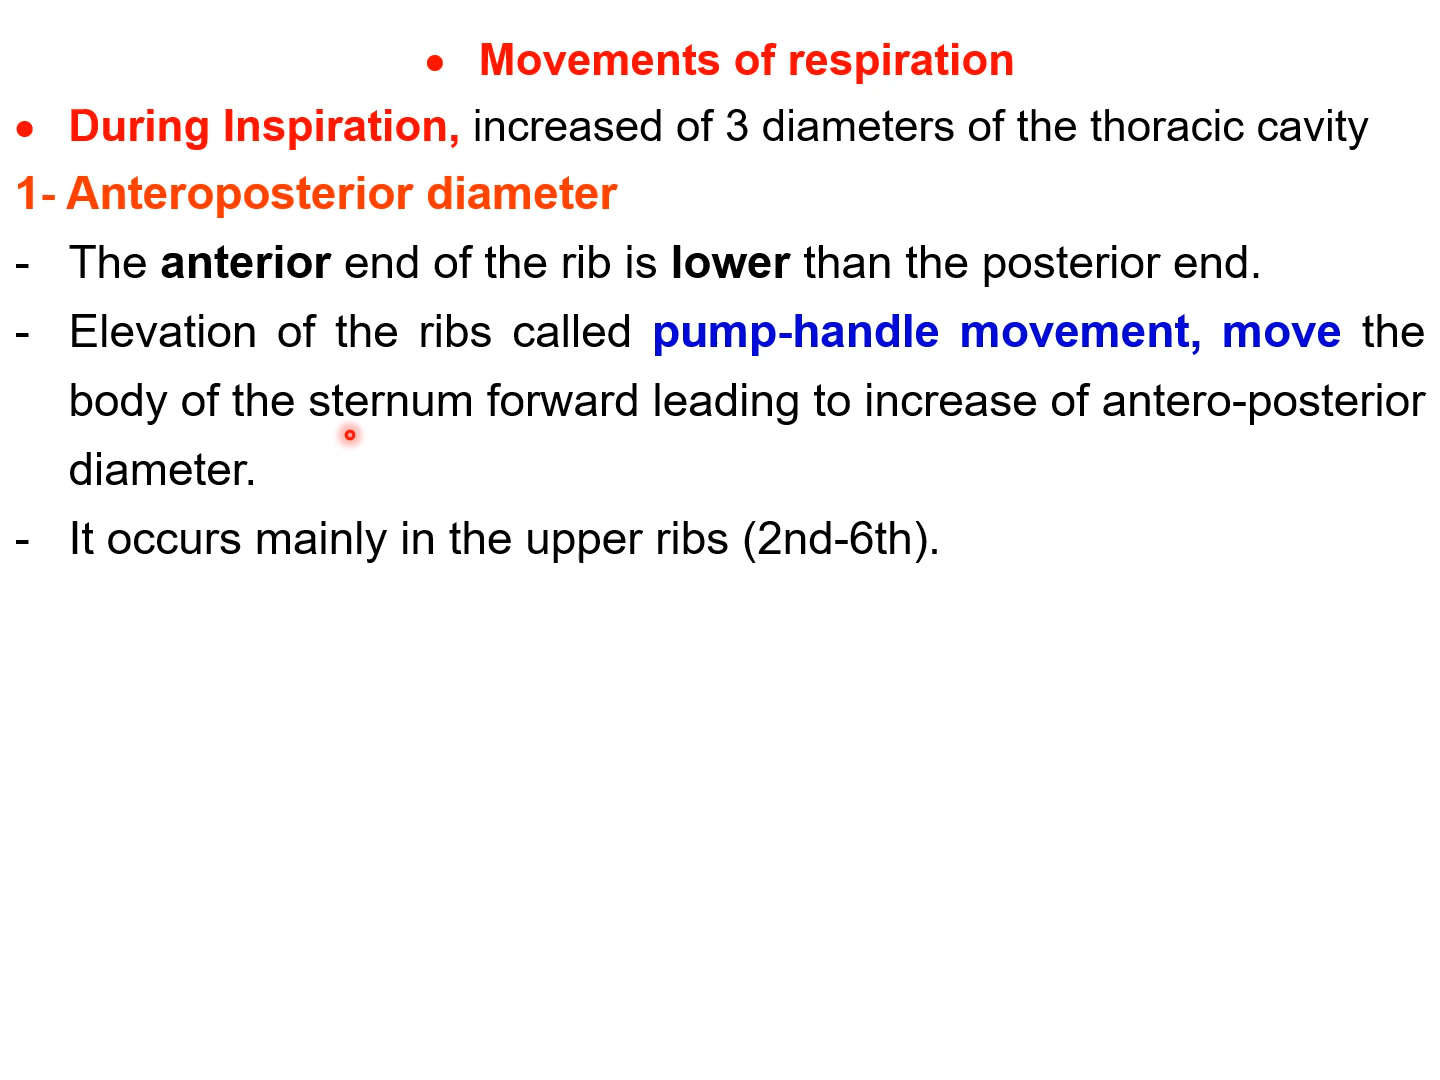 • Movements of respiration
• During Inspiration, increased of 3 diameters of the thoracic cavity
1- Anteroposterior diameter
- The anterior end of the rib is lower than the posterior end.
- Elevation of the ribs called pump-handle movement, move the
body of the sternum forward leading to increase of antero-posterior
diameter.
- It occurs mainly in the upper ribs (2nd-6th).